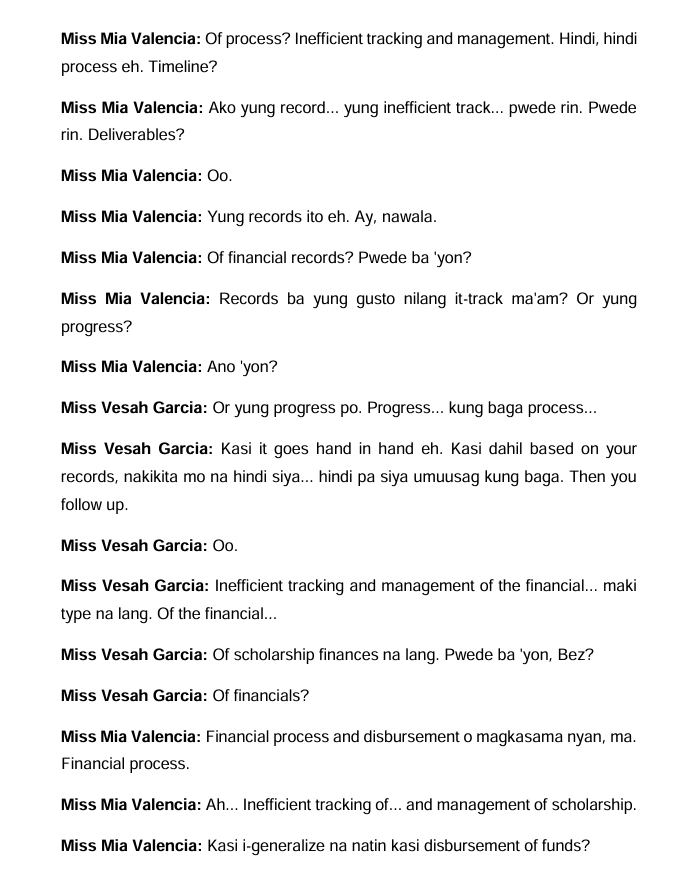 Miss Mia Valencia: Of process? Inefficient tracking and management. Hindi, hindi
process eh. Timeline?
Miss Mia Valencia: Ako yung record... yung inefficient track... pwede rin. Pwede
rin. Deliverables?
Miss Mia Valencia: Oo.
Miss Mia Valencia: Yung records ito eh. Ay, nawala.
Miss Mia Valencia: Of financial records? Pwede ba 'yon?
Miss Mia Valencia: Records ba yung gusto nilang it-track ma'am? Or yung
progress?
Miss Mia Valencia: Ano 'yon?
Miss Vesah Garcia: Or yung progress po. Progress... kung baga process...
Miss Vesah Garcia: Kasi it goes hand in hand eh. Kasi dahil based on your
records, nakikita mo na hindi siya... hindi pa siya umuusag kung baga. Then you
follow up.
Miss Vesah Garcia: Oo.
Miss Vesah Garcia: Inefficient tracking and management of the financial... maki
type na lang. Of the financial...
Miss Vesah Garcia: Of scholarship finances na lang. Pwede ba 'yon, Bez?
Miss Vesah Garcia: Of financials?
Miss Mia Valencia: Financial process and disbursement o magkasama nyan, ma.
Financial process.
Miss Mia Valencia: Ah... Inefficient tracking of... and management of scholarship.
Miss Mia Valencia: Kasi i-generalize na natin kasi disbursement of funds?